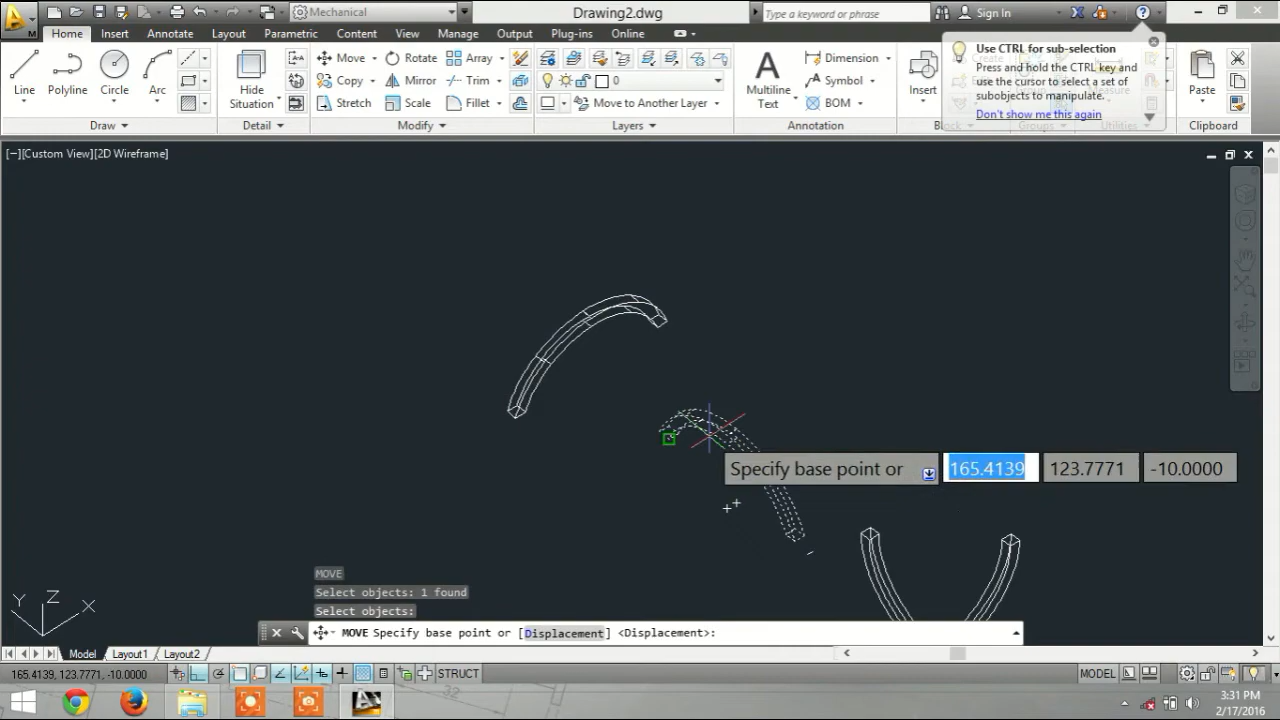 Mechanical
Drawing2.dwg
Type a keyword or phrase
Sign In
M
Home
Insert
Annotate
Layout
Parametric
Content
View
Manage
Output
Plug-ins
Online
Line
Polyline
Circle
Arc
Draw
Hide
Situation
Detail
Move
Rotate
Array
Copy
Mirror
Trim
Stretch
Scale
Fillet
Modify
0
Move to Another Layer
Layers
Multiline
Text
Dimension
Symbol
BOM
Annotation
Insert
Use CTRL for sub-selection
Press and hold the CTRL key and
use the cursor to select a set of
subobjects to manipulate.
Don't show me this again
Paste
Clipboard
[−][Custom View][2D Wireframe]
Specify base point or
165.4139
123.7771
-10.0000
Y
Z
X
MOVE
Select objects: 1 found
Select objects:
MOVE Specify base point or [Displacement] <Displacement>:
Model
Layout1
Layout2
165.4139, 123.7771, -10.0000
STRUCT
MODEL
32
3:31 PM
2/17/2016